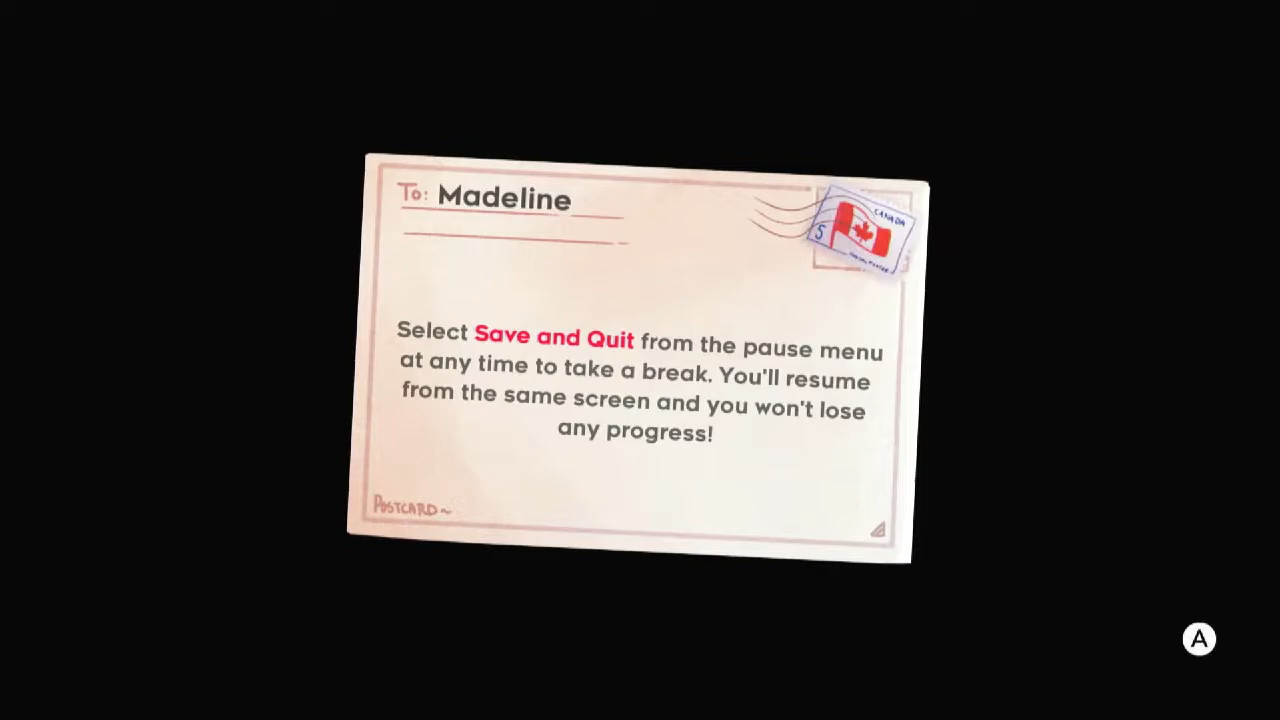 To: Madeline
CANADA
5
Select Save and Quit from the pause menu
at any time to take a break. You'll resume
from the same screen and you won't lose
any progress!
POSTCARD~
A